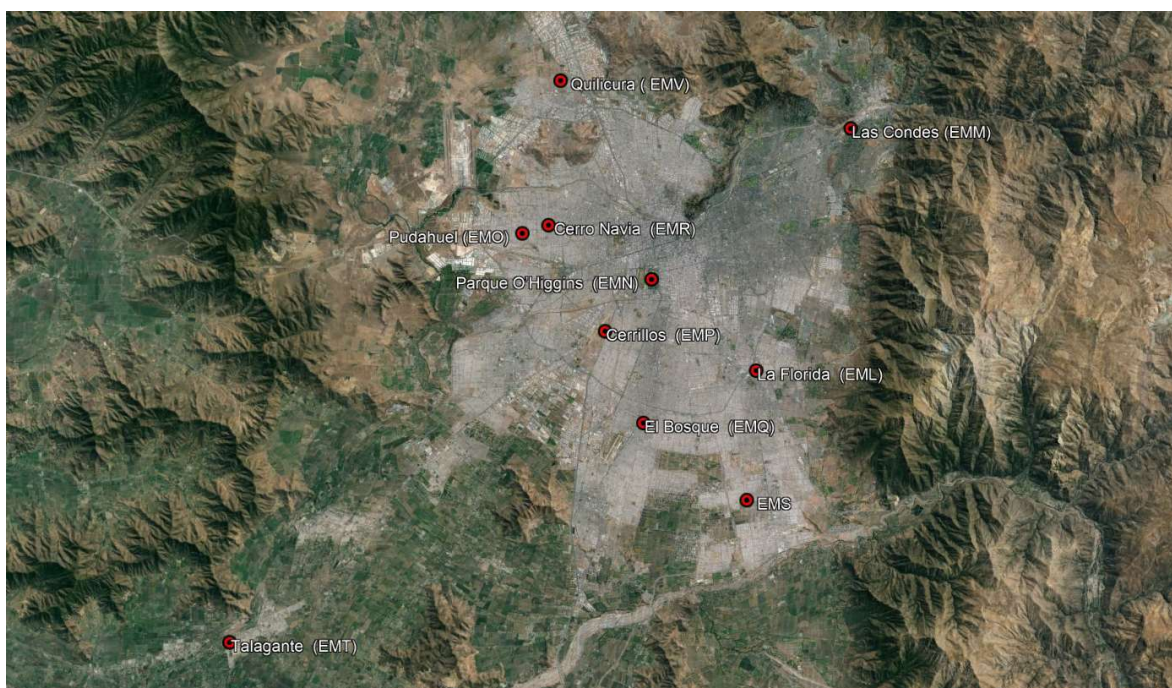 Quilicura ( EMV)
Las Condes (EMM)
Cerro Navia (EMR)
Pudahuel (EMO)
Parque O'Higgins (EMN)
Cerrillos (EMP)
La Florida (EML)
El Bosque (EMQ)
EMS
Talagante (EMT)